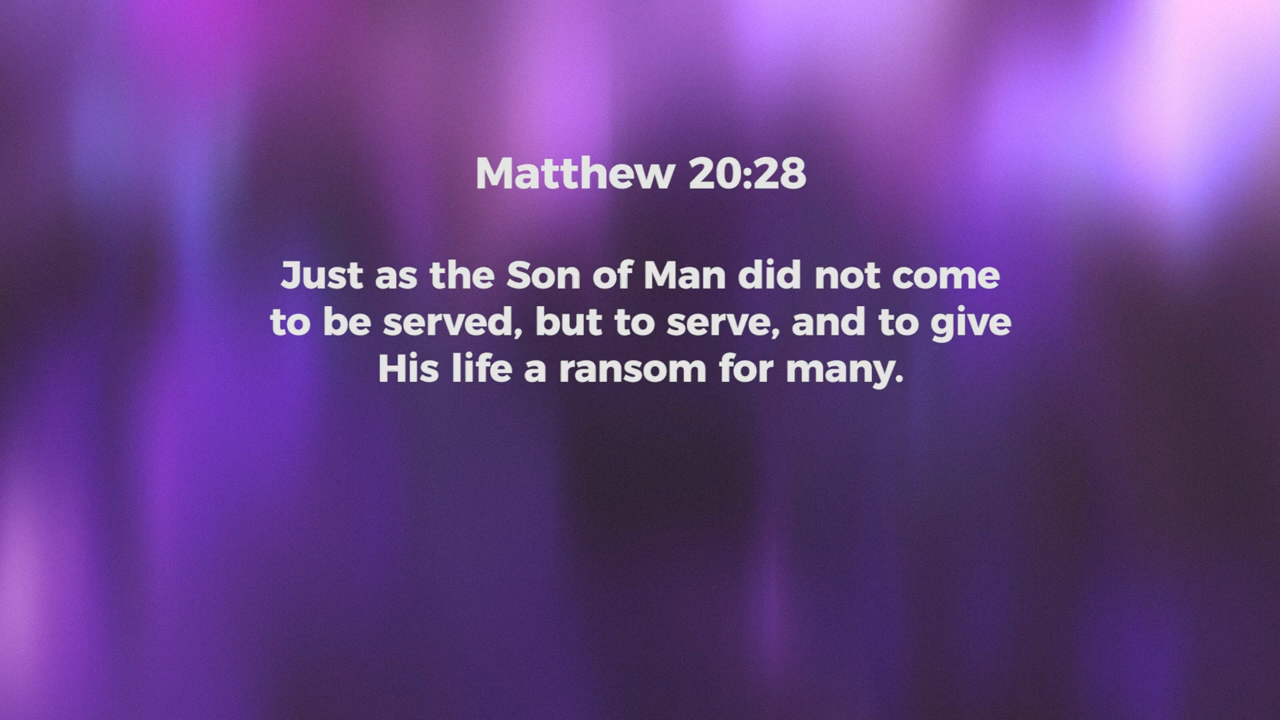 Matthew 20:28
Just as the Son of Man did not come
to be served, but to serve, and to give
His life a ransom for many.